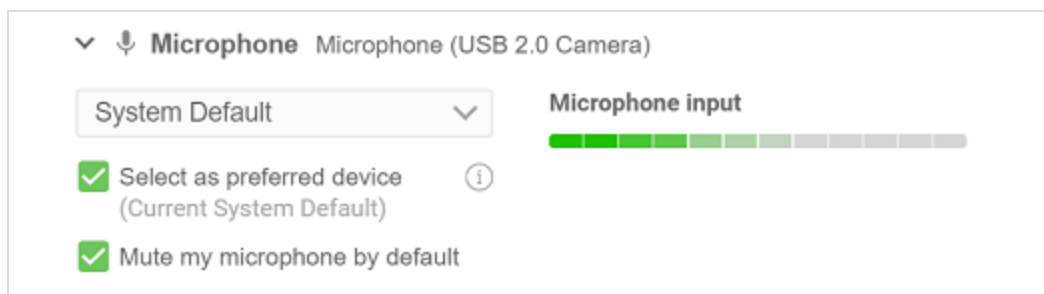 Microphone Microphone (USB 2.0 Camera)
System Default
Microphone input
Select as preferred device
(Current System Default)
Mute my microphone by default